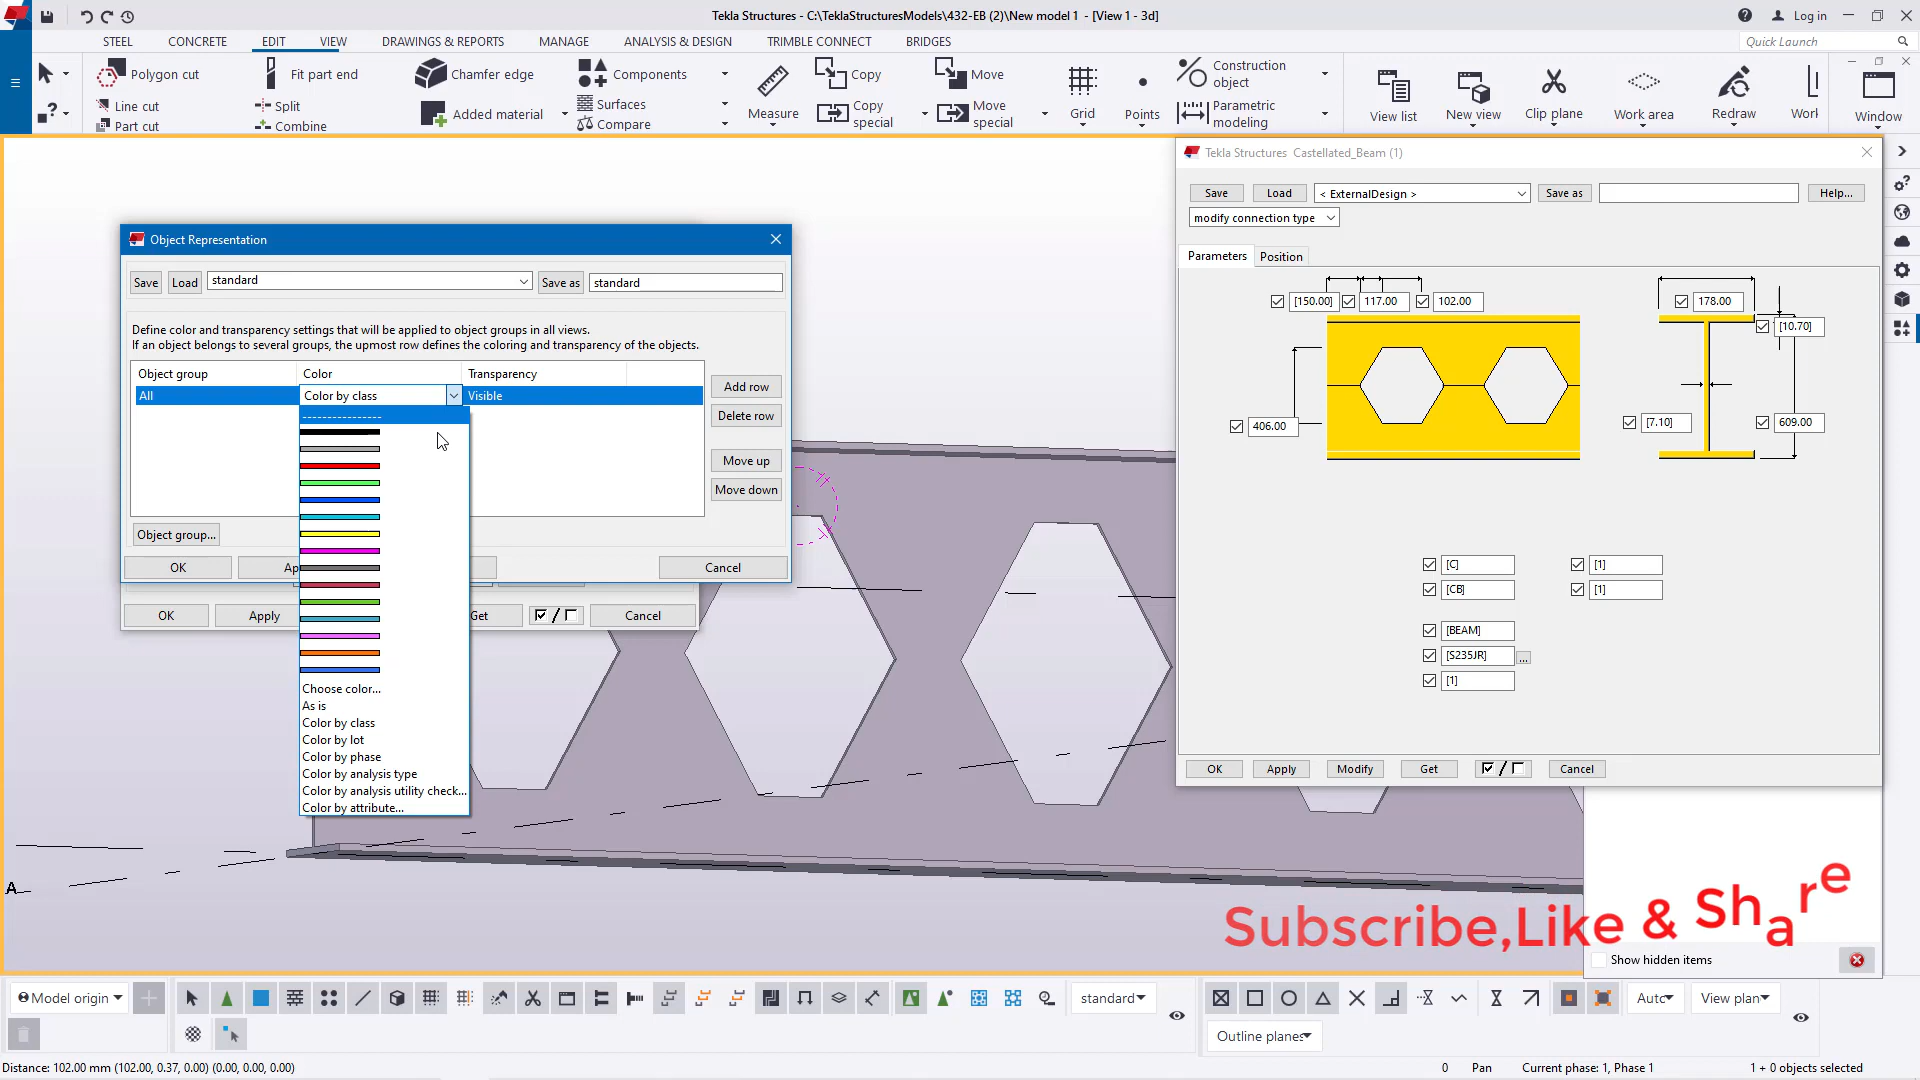 Tekla Structures - C:\TeklaStructuresModels\432-EB (2)\New model 1 - [View 1 - 3d]
Log in
STEEL CONCRETE EDIT VIEW DRAWINGS & REPORTS MANAGE ANALYSIS & DESIGN TRIMBLE CONNECT BRIDGES
Quick Launch
Polygon cut
Line cut
Part cut
Fit part end
Split
Combine
Chamfer edge
Added material
Components
Surfaces
Compare
Measure
Copy
Copy special
Move
Move special
Grid
Points
Construction object
Parametric modeling
View list
New view
Clip plane
Work area
Redraw
Work
Window
Object Representation
Save Load standard Save as standard
Define color and transparency settings that will be applied to object groups in all views.
If an object belongs to several groups, the upmost row defines the coloring and transparency of the objects.
Object group Color Transparency
All Color by class Visible
----------------
Choose color...
As is
Color by class
Color by lot
Color by phase
Color by analysis type
Color by analysis utility check...
Color by attribute...
Add row
Delete row
Move up
Move down
Object group...
OK Ap Cancel
OK Apply Get / Cancel
Tekla Structures Castellated_Beam (1)
Save Load < ExternalDesign > Save as Help...
modify connection type
Parameters Position
[150.00] 117.00 102.00 178.00
[10.70]
406.00 [7.10] 609.00
[C] [1]
[CB] [1]
[BEAM]
[S235JR] ...
[1]
OK Apply Modify Get / Cancel
A
Subscribe,Like & Share
Show hidden items
Model origin standard Auto View plan
Outline planes
Distance: 102.00 mm (102.00, 0.37, 0.00) (0.00, 0.00, 0.00) 0 Pan Current phase: 1, Phase 1 1 + 0 objects selected